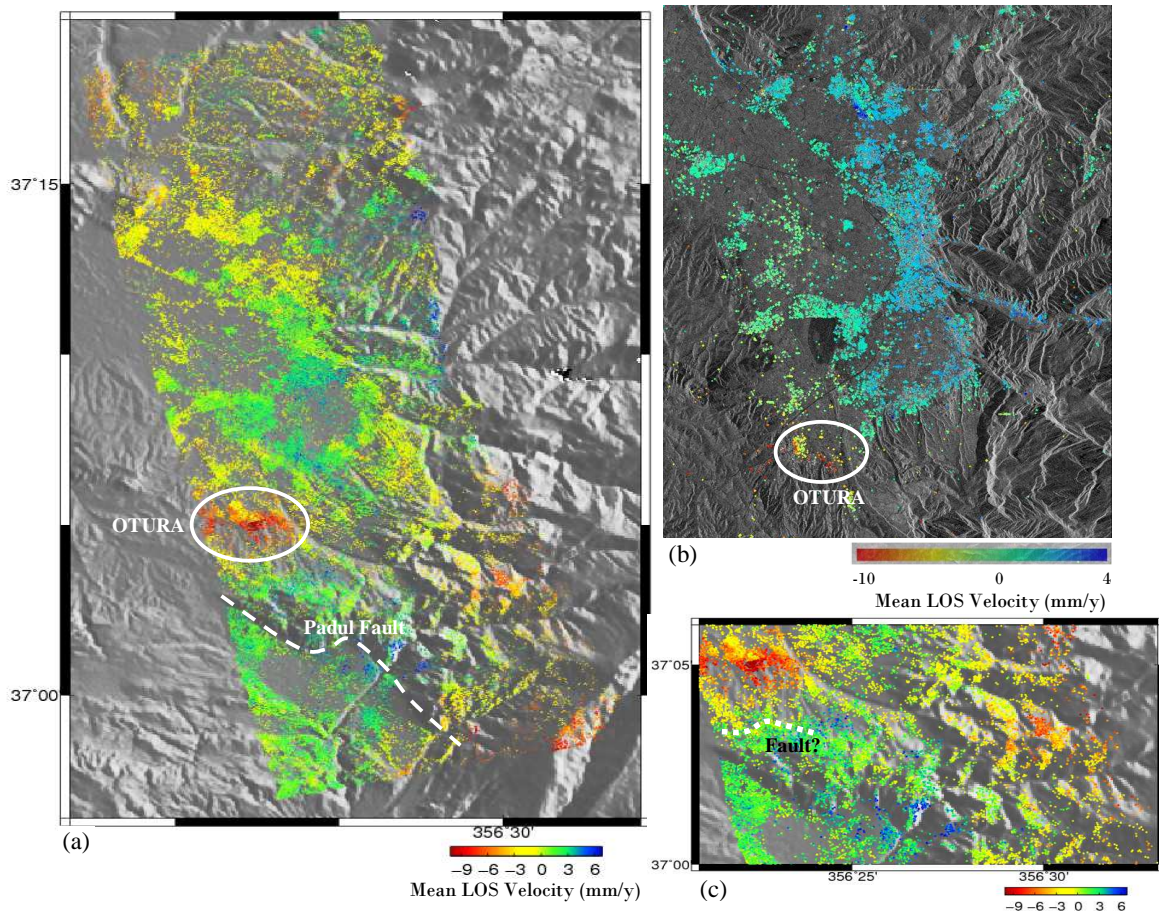 37°15'
OTURA
Padul Fault
37°00'
356°30'
(a)
−9 −6 −3 0 3 6
Mean LOS Velocity (mm/y)
OTURA
(b)
-10 0 4
Mean LOS Velocity (mm/y)
37°05'
Fault?
37°00'
356°25' 356°30'
(c)
-9 -6 -3 0 3 6